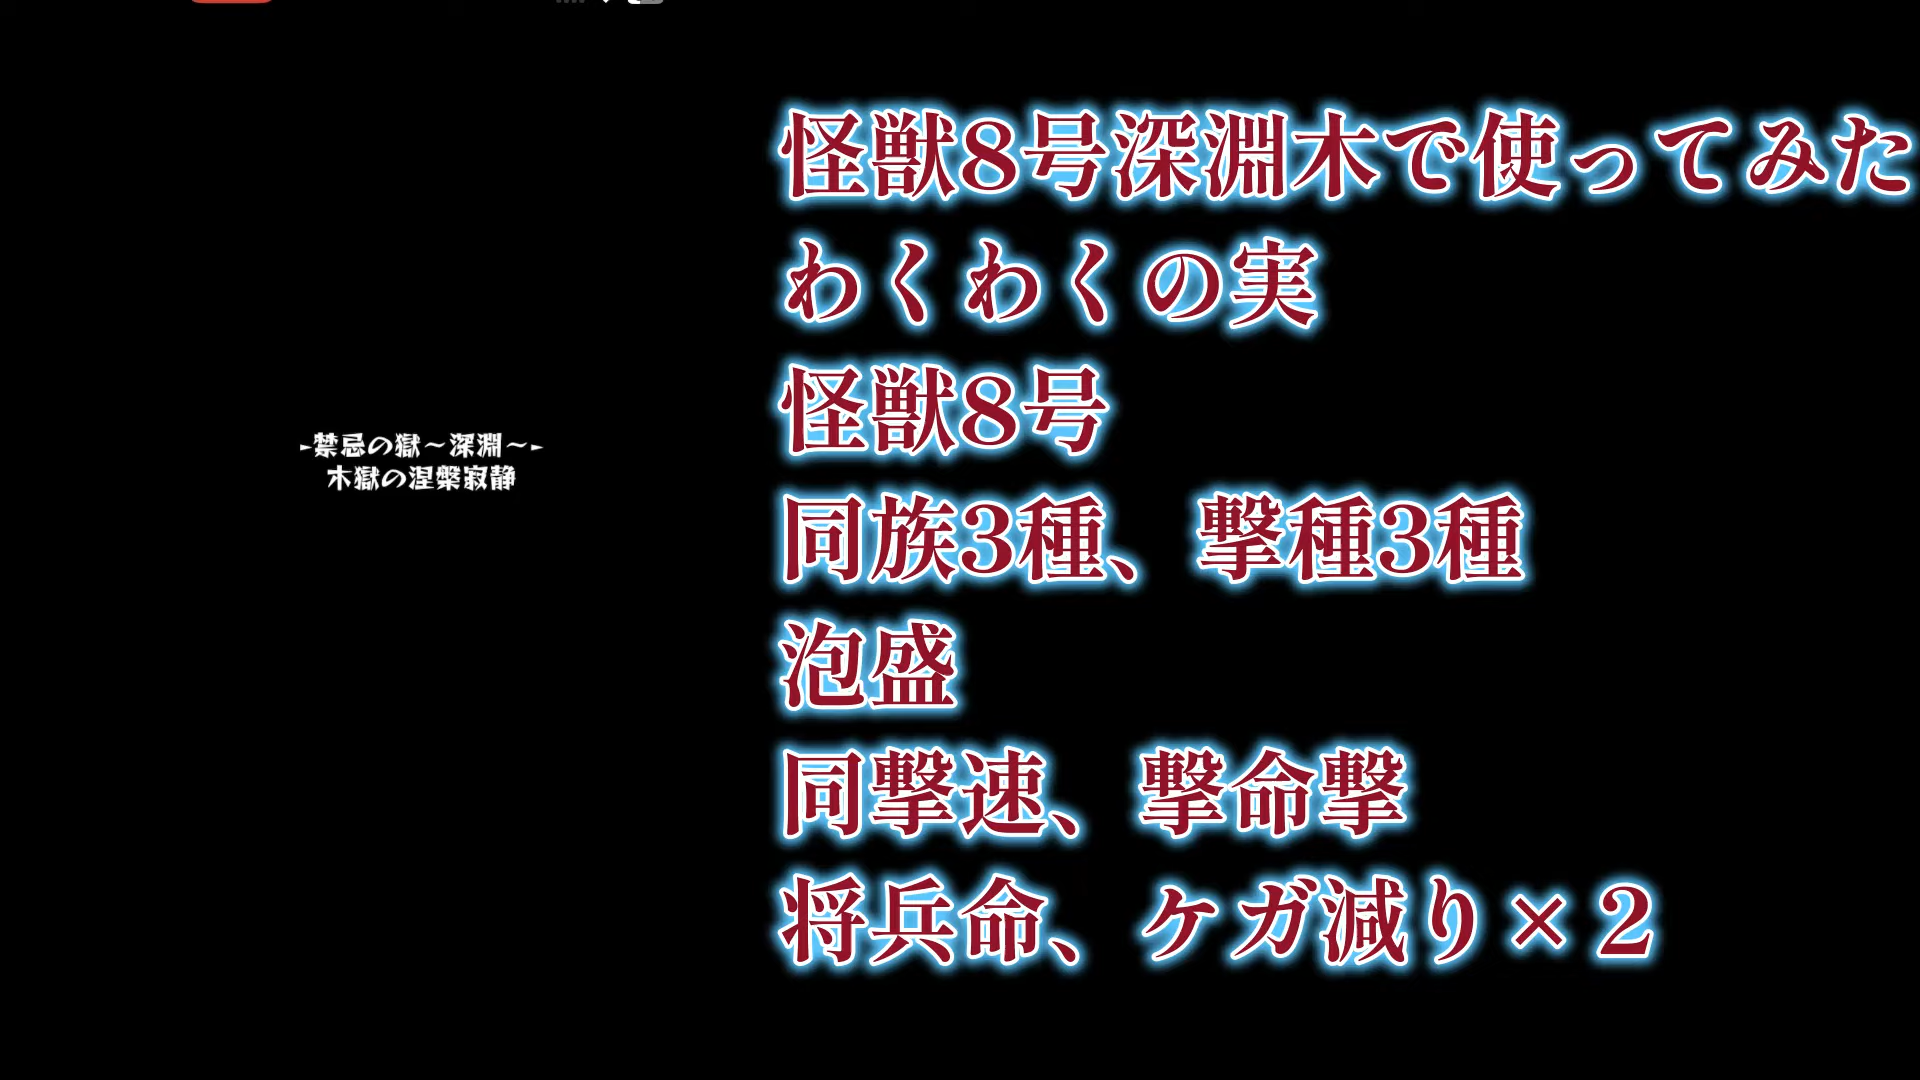 -禁忌の獄～深淵～-
木獄の涅槃寂静
怪獣8号深淵木で使ってみた
わくわくの実
怪獣8号
同族3種、撃種3種
泡盛
同撃速、撃命撃
将兵命、ケガ減り×２